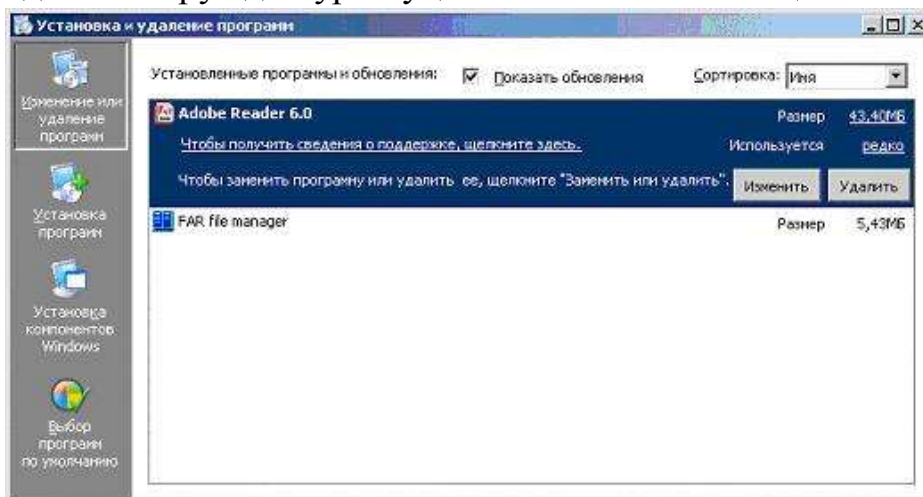 Установка и удаление программ
Изменение или
удаление
программ
Установка
программ
Установка
компонентов
Windows
Выбор
программ
по умолчанию
Установленные программы и обновления:
Показать обновления
Сортировка: Имя
Adobe Reader 6.0
Размер 43,40МБ
Чтобы получить сведения о поддержке, щелкните здесь.
Используется редко
Чтобы заменить программу или удалить ее, щелкните "Заменить или удалить".
Изменить Удалить
FAR file manager
Размер 5,43МБ